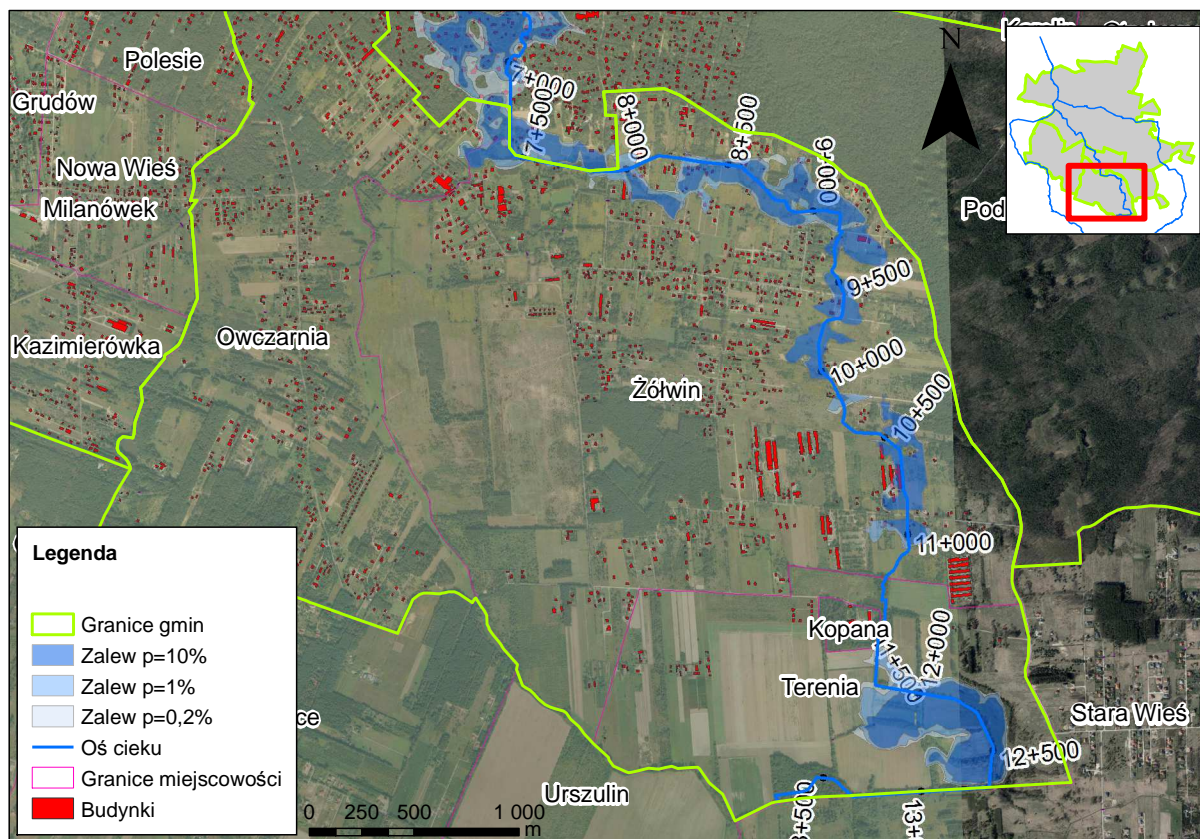 Polesie
Grudów
Nowa Wieś
Milanówek
Kazimierówka
Owczarnia
Żółwin
Kopana
Terenia
Stara Wieś
Urszulin
7+000
7+500
8+000
8+500
9+000
9+500
10+000
10+500
11+000
11+500
12+000
12+500
N
Legenda
Granice gmin
Zalew p=10%
Zalew p=1%
Zalew p=0,2%
Oś cieku
Granice miejscowości
Budynki
0 250 500 1 000
m